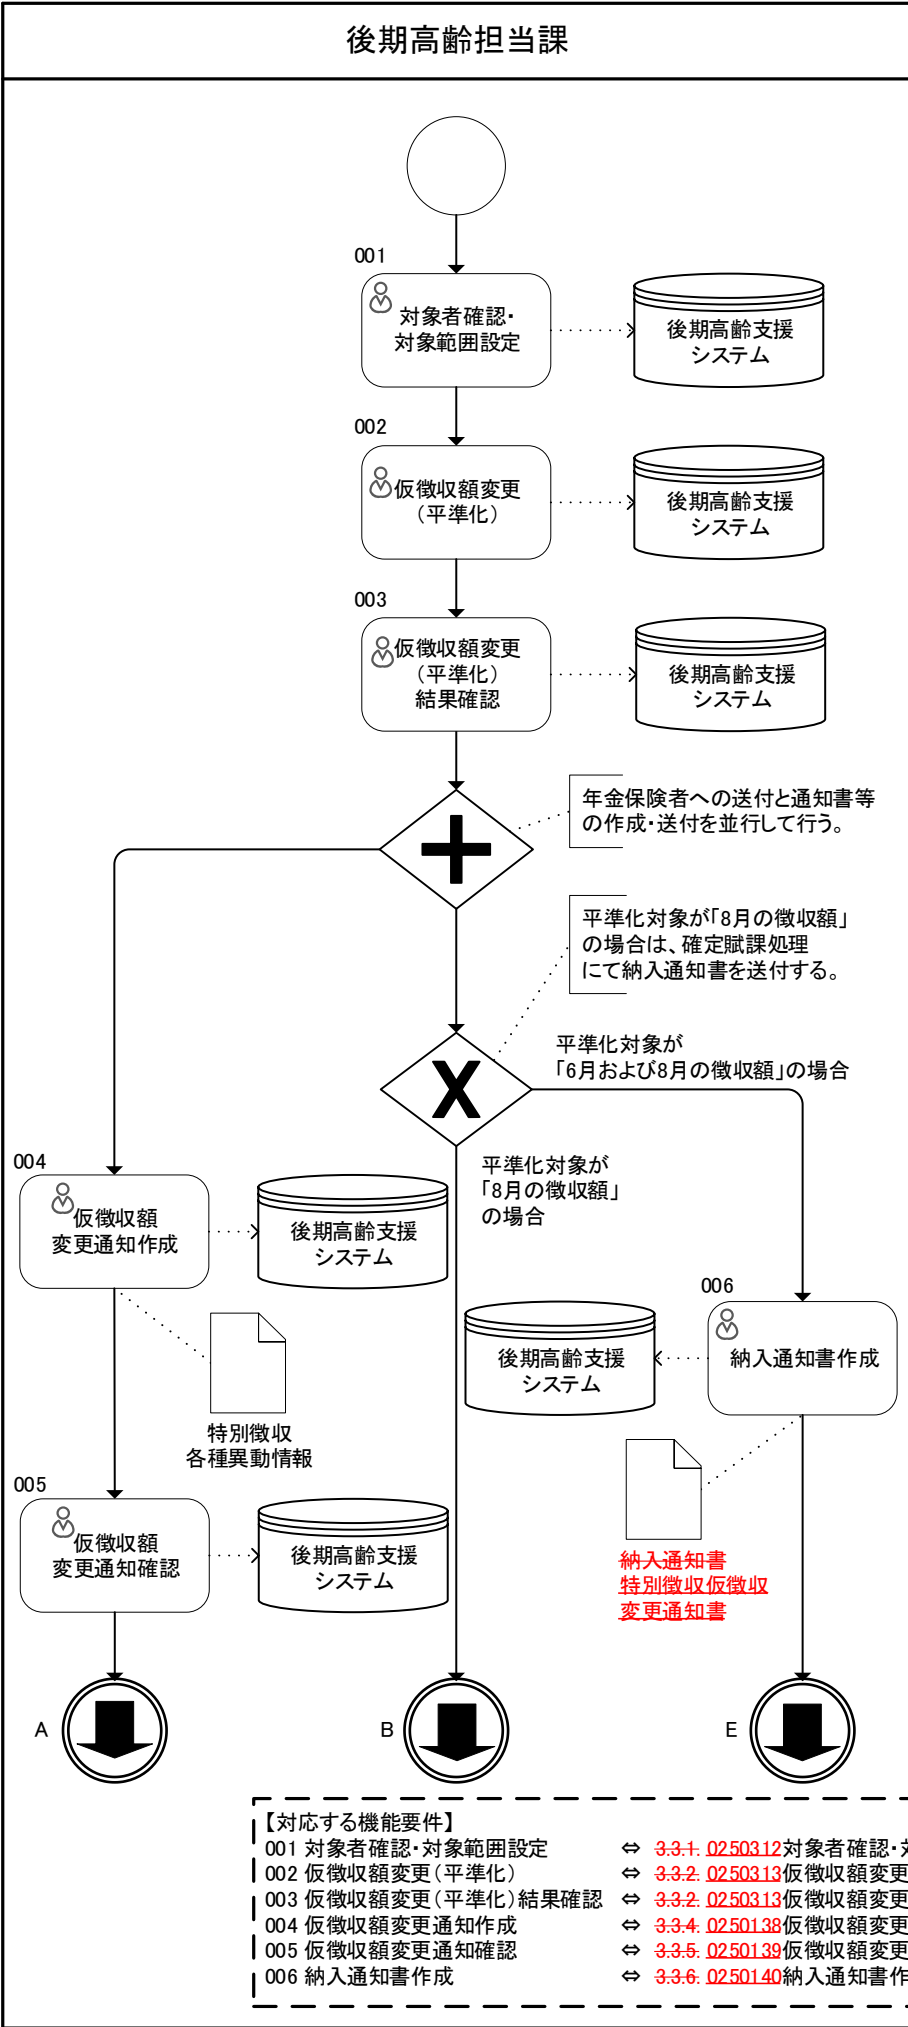 後期高齢担当課
001
対象者確認・
対象範囲設定
後期高齢支援
システム
002
仮徴収額変更
(平準化)
後期高齢支援
システム
003
仮徴収額変更
(平準化)
結果確認
後期高齢支援
システム
年金保険者への送付と通知書等
の作成・送付を並行して行う。
平準化対象が「8月の徴収額」
の場合は、確定賦課処理
にて納入通知書を送付する。
平準化対象が
「6月および8月の徴収額」の場合
平準化対象が
「8月の徴収額」
の場合
004
仮徴収額
変更通知作成
後期高齢支援
システム
特別徴収
各種異動情報
006
納入通知書作成
後期高齢支援
システム
納入通知書
特別徴収仮徴収
変更通知書
005
仮徴収額
変更通知確認
後期高齢支援
システム
A
B
E
【対応する機能要件】
001 対象者確認・対象範囲設定 ⇔ 3.3.1. 0250312対象者確認・対
002 仮徴収額変更(平準化) ⇔ 3.3.2. 0250313仮徴収額変更
003 仮徴収額変更(平準化)結果確認 ⇔ 3.3.2. 0250313仮徴収額変更
004 仮徴収額変更通知作成 ⇔ 3.3.4. 0250138仮徴収額変更
005 仮徴収額変更通知確認 ⇔ 3.3.5. 0250139仮徴収額変更
006 納入通知書作成 ⇔ 3.3.6. 0250140納入通知書作